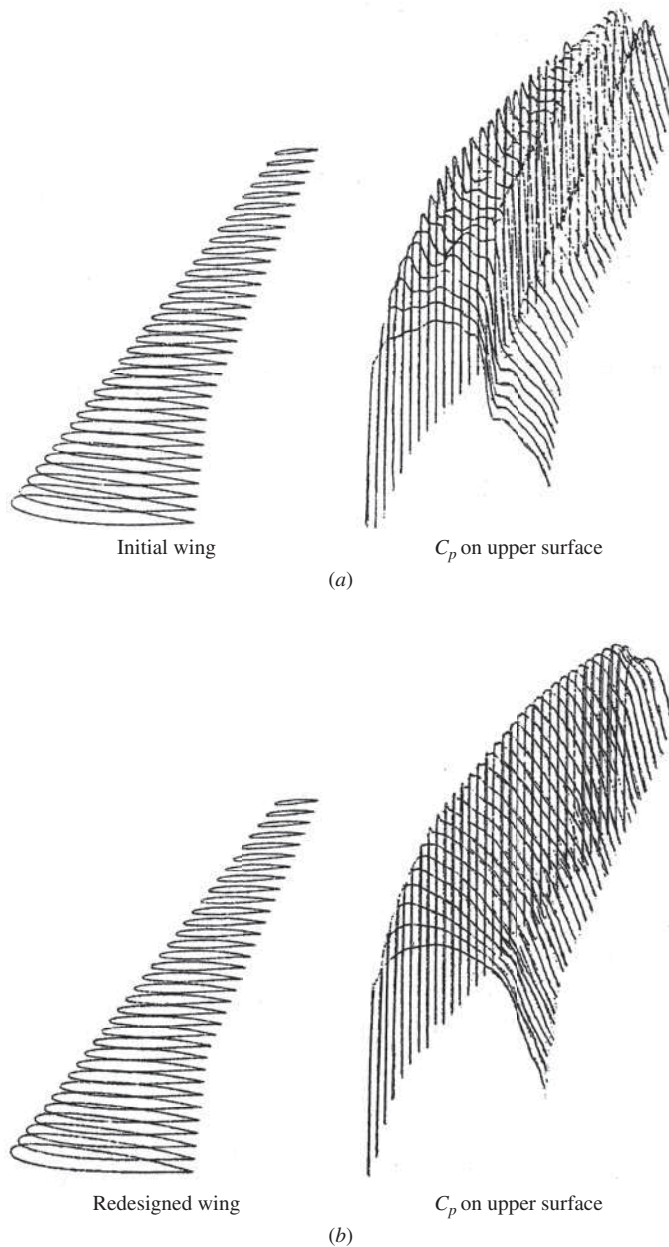 Initial wing
C_p on upper surface
(a)
Redesigned wing
C_p on upper surface
(b)